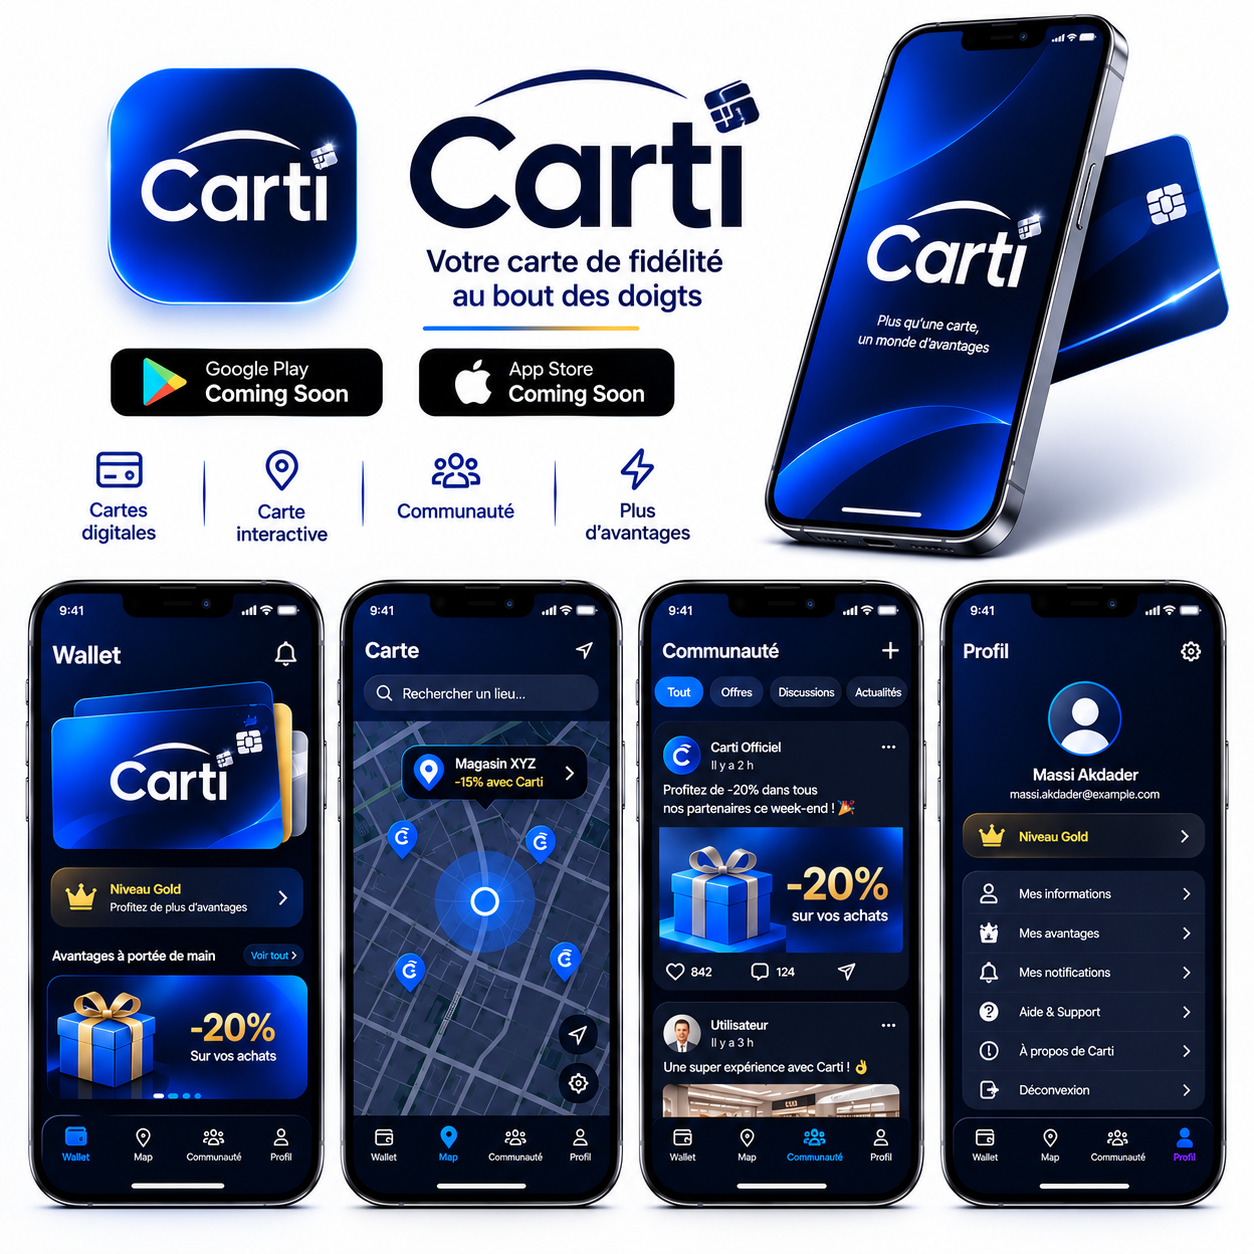 Carti
Carti
Votre carte de fidélité
au bout des doigts
Google Play
Coming Soon
App Store
Coming Soon
Cartes
digitales
Carte
interactive
Communauté
Plus
d'avantages
Carti
Plus qu'une carte,
un monde d'avantages
9:41
Wallet
Carti
Niveau Gold
Profitez de plus d'avantages
Avantages à portée de main
Voir tout
-20%
Sur vos achats
Wallet
Map
Communauté
Profil
9:41
Carte
Rechercher un lieu...
Magasin XYZ
-15% avec Carti
Wallet
Map
Communauté
Profil
9:41
Communauté
Tout
Offres
Discussions
Actualités
Carti Officiel
Il y a 2 h
Profitez de -20% dans tous
nos partenaires ce week-end ! 🎉
-20%
sur vos achats
842
124
Utilisateur
Il y a 3 h
Une super expérience avec Carti ! 👌
Wallet
Map
Communauté
Profil
9:41
Profil
Massi Akdader
massi.akdader@example.com
Niveau Gold
Mes informations
Mes avantages
Mes notifications
Aide & Support
À propos de Carti
Déconvexion
Wallet
Map
Communauté
Profil